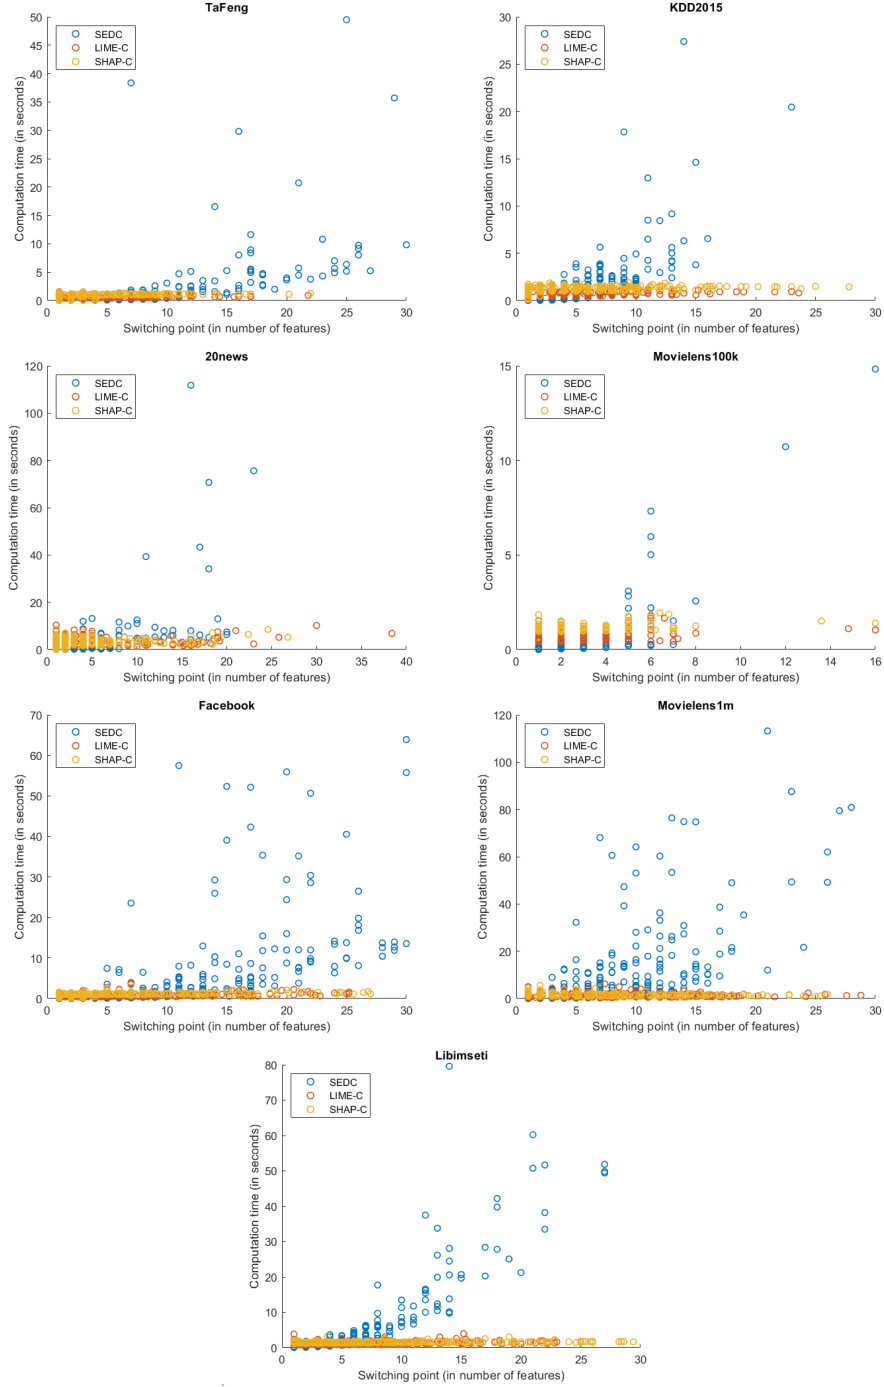 TaFeng
50
45
40
35
30
25
20
15
10
5
0
0 5 10 15 20 25 30
Computation time (in seconds)
Switching point (in number of features)
SEDC
LIME-C
SHAP-C
KDD2015
30
25
20
15
10
5
0
0 5 10 15 20 25 30
Computation time (in seconds)
Switching point (in number of features)
SEDC
LIME-C
SHAP-C
20news
120
100
80
60
40
20
0
0 5 10 15 20 25 30 35 40
Computation time (in seconds)
Switching point (in number of features)
SEDC
LIME-C
SHAP-C
Movielens100k
15
10
5
0
0 2 4 6 8 10 12 14 16
Computation time (in seconds)
Switching point (in number of features)
SEDC
LIME-C
SHAP-C
Facebook
70
60
50
40
30
20
10
0
0 5 10 15 20 25 30
Computation time (in seconds)
Switching point (in number of features)
SEDC
LIME-C
SHAP-C
Movielens1m
120
100
80
60
40
20
0
0 5 10 15 20 25 30
Computation time (in seconds)
Switching point (in number of features)
SEDC
LIME-C
SHAP-C
Libimseti
80
70
60
50
40
30
20
10
0
0 5 10 15 20 25 30
Computation time (in seconds)
Switching point (in number of features)
SEDC
LIME-C
SHAP-C